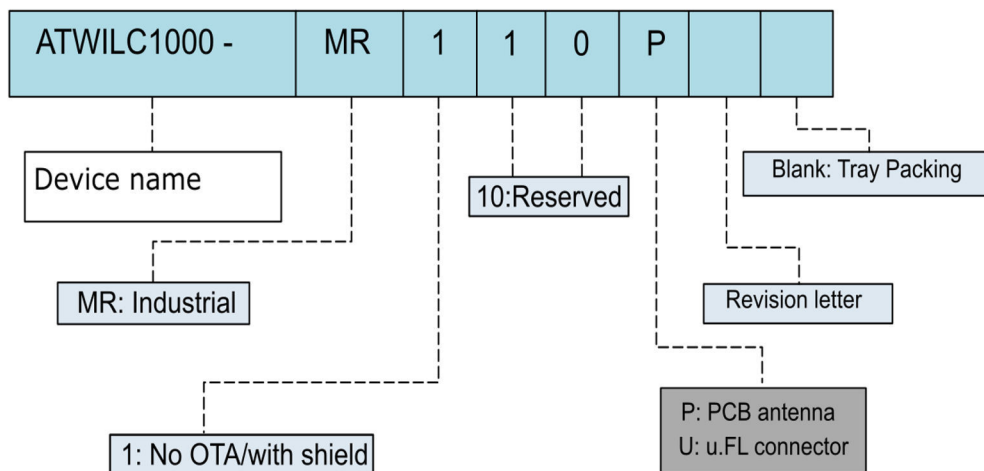 ATWILC1000 - MR 1 1 0 P
Device name
10:Reserved
Blank: Tray Packing
MR: Industrial
Revision letter
1: No OTA/with shield
P: PCB antenna
U: u.FL connector